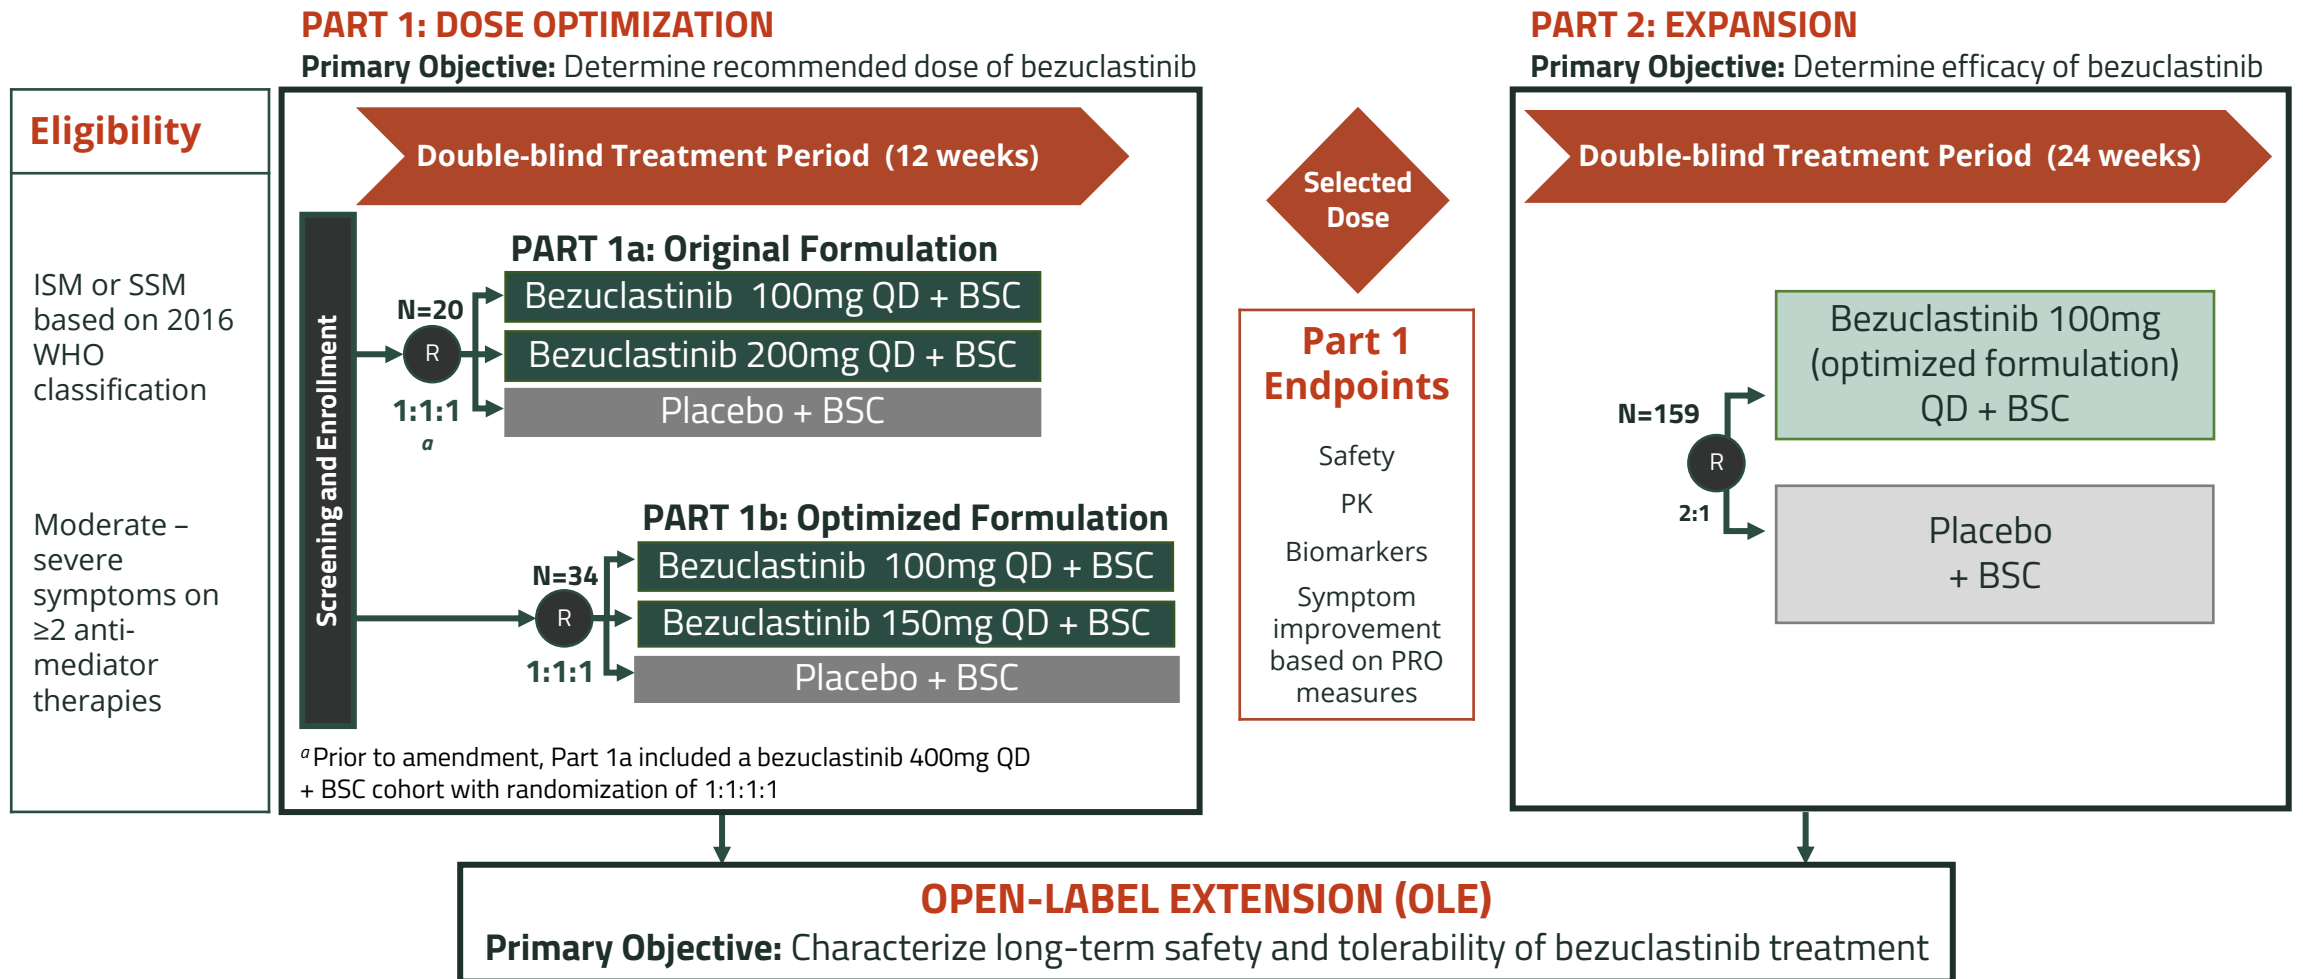 PART 1: DOSE OPTIMIZATION
Primary Objective: Determine recommended dose of bezuclastinib
Eligibility
ISM or SSM
based on 2016
WHO
classification
Moderate –
severe
symptoms on
≥2 anti-
mediator
therapies
Double-blind Treatment Period (12 weeks)
Screening and Enrollment
PART 1a: Original Formulation
N=20
R
1:1:1
a
Bezuclastinib 100mg QD + BSC
Bezuclastinib 200mg QD + BSC
Placebo + BSC
PART 1b: Optimized Formulation
N=34
R
1:1:1
Bezuclastinib 100mg QD + BSC
Bezuclastinib 150mg QD + BSC
Placebo + BSC
a Prior to amendment, Part 1a included a bezuclastinib 400mg QD
+ BSC cohort with randomization of 1:1:1:1
Selected
Dose
Part 1
Endpoints
Safety
PK
Biomarkers
Symptom
improvement
based on PRO
measures
PART 2: EXPANSION
Primary Objective: Determine efficacy of bezuclastinib
Double-blind Treatment Period (24 weeks)
N=159
R
2:1
Bezuclastinib 100mg
(optimized formulation)
QD + BSC
Placebo
+ BSC
OPEN-LABEL EXTENSION (OLE)
Primary Objective: Characterize long-term safety and tolerability of bezuclastinib treatment